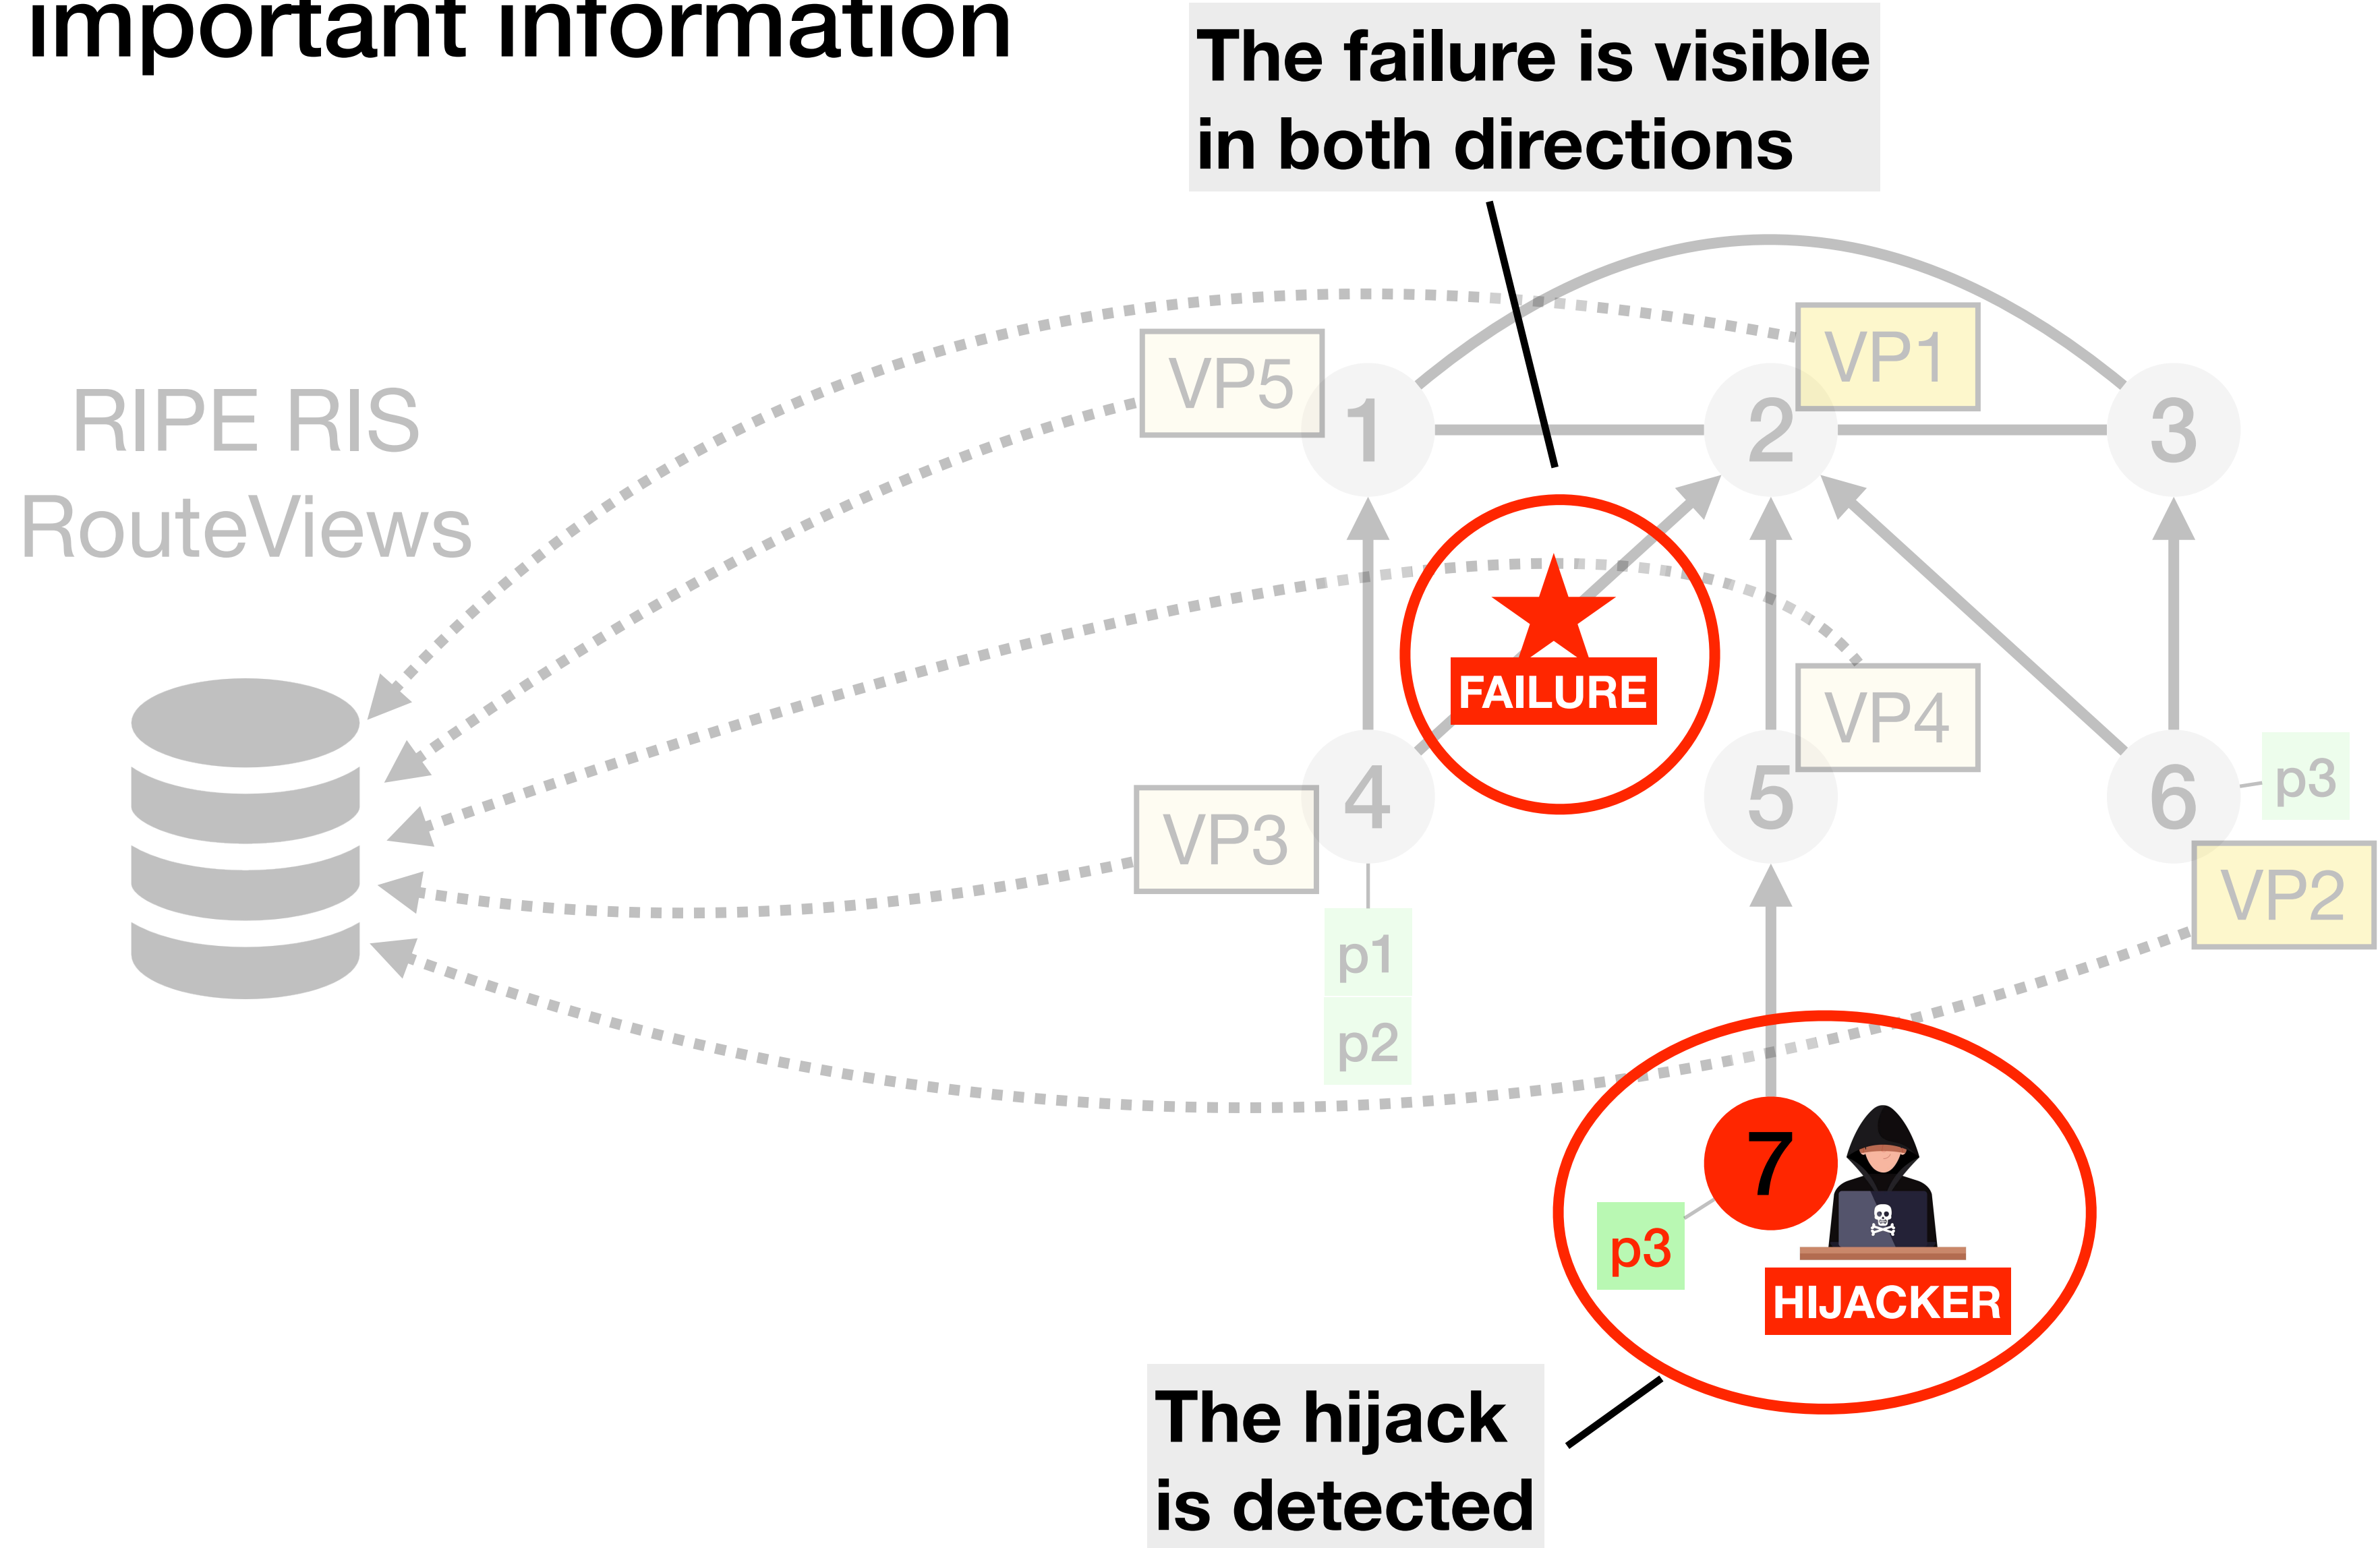 important information
The failure is visible
in both directions
VP1
VP5
1
2
3
RIPE RIS
RouteViews
FAILURE
VP4
4
5
6
p3
VP3
VP2
p1
p2
7
p3
HIJACKER
The hijack
is detected